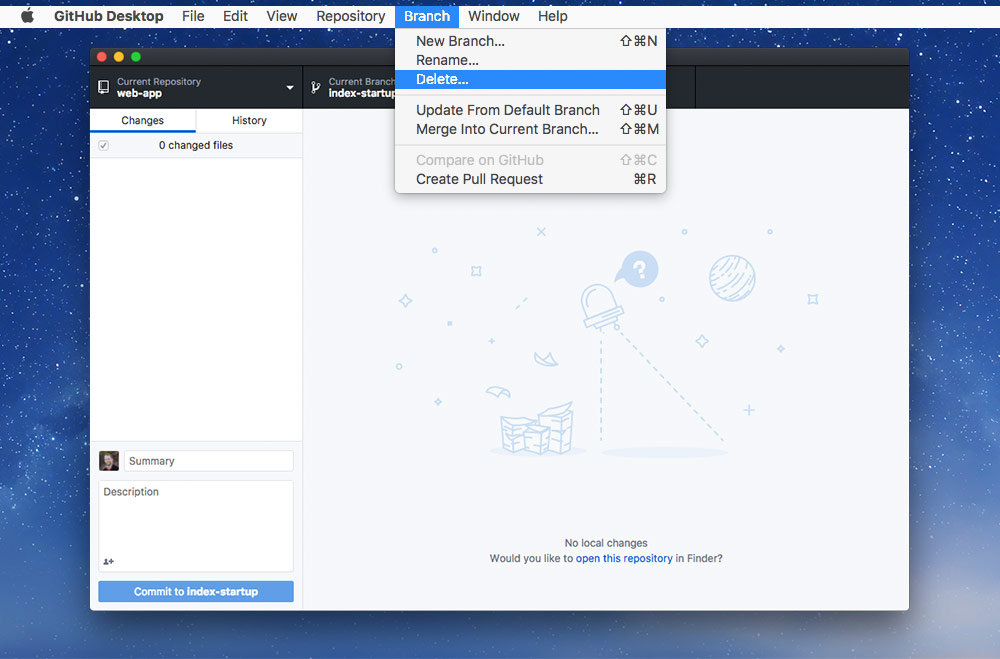 GitHub Desktop File Edit View Repository Branch Window Help
New Branch... ⇧⌘N
Rename...
Delete...
Update From Default Branch ⇧⌘U
Merge Into Current Branch... ⇧⌘M
Compare on GitHub ⇧⌘C
Create Pull Request ⌘R
Current Repository
web-app
Current Branch
index-startup
Changes History
0 changed files
?
Summary
Description
Commit to index-startup
No local changes
Would you like to open this repository in Finder?